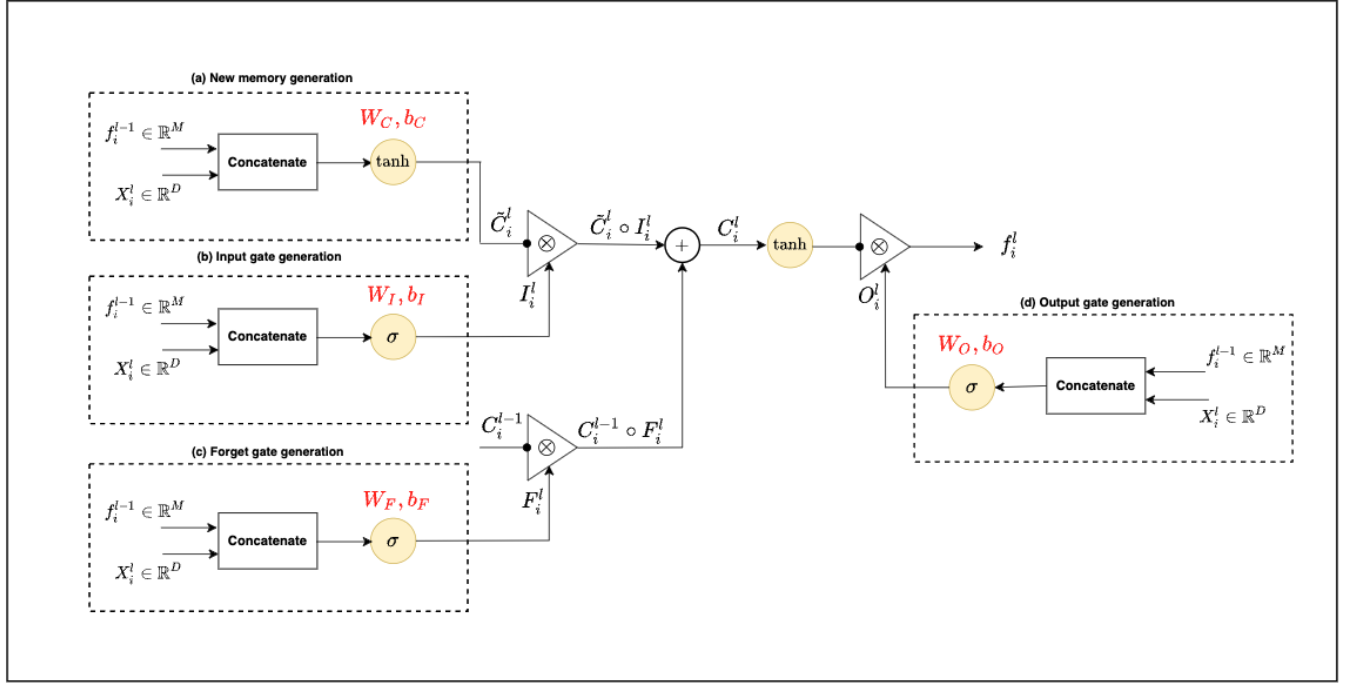 (a) New memory generation
f_i^{l-1} ∈ ℝ^M
X_i^l ∈ ℝ^D
Concatenate
W_C, b_C
tanh
(b) Input gate generation
f_i^{l-1} ∈ ℝ^M
X_i^l ∈ ℝ^D
Concatenate
W_I, b_I
σ
(c) Forget gate generation
f_i^{l-1} ∈ ℝ^M
X_i^l ∈ ℝ^D
Concatenate
W_F, b_F
σ
C̃_i^l
⊗
I_i^l
C̃_i^l ∘ I_i^l
C_i^{l-1}
⊗
F_i^l
C_i^{l-1} ∘ F_i^l
+
C_i^l
tanh
⊗
O_i^l
f_i^l
(d) Output gate generation
W_O, b_O
σ
Concatenate
f_i^{l-1} ∈ ℝ^M
X_i^l ∈ ℝ^D